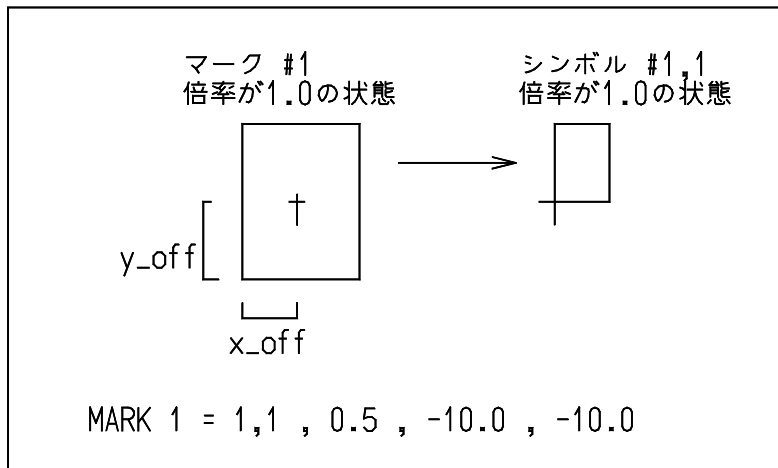 マーク #1
倍率が1.0の状態
シンボル #1,1
倍率が1.0の状態
y_off
x_off
MARK 1 = 1,1 , 0.5 , -10.0 , -10.0